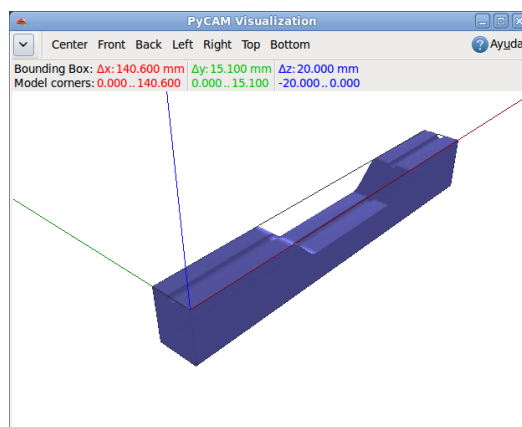 PyCAM Visualization
Center Front Back Left Right Top Bottom Ayuda
Bounding Box: Δx: 140.600 mm Δy: 15.100 mm Δz: 20.000 mm
Model corners: 0.000 .. 140.600 0.000 .. 15.100 -20.000 .. 0.000